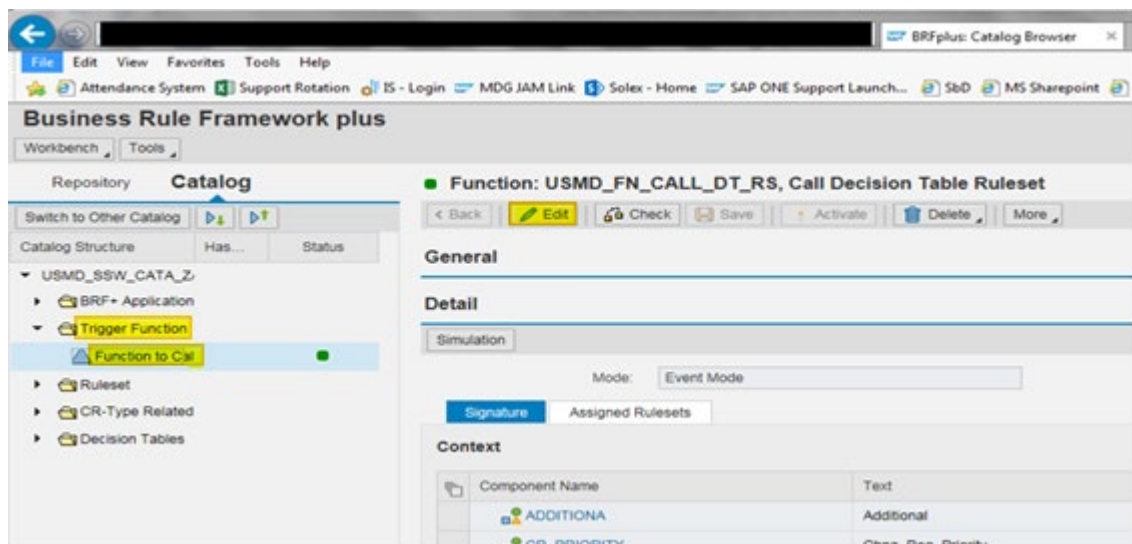 BRFplus: Catalog Browser
File Edit View Favorites Tools Help
Attendance System Support Rotation IS - Login MDG JAM Link Solex - Home SAP ONE Support Launch... SbD MS Sharepoint
Business Rule Framework plus
Workbench Tools
Repository Catalog
Function: USMD_FN_CALL_DT_RS, Call Decision Table Ruleset
Switch to Other Catalog
< Back Edit Check Save Activate Delete More
Catalog Structure Has... Status
General
USMD_SSW_CATA_Z
BRF+ Application
Detail
Trigger Function
Simulation
Function to Cal
Mode: Event Mode
Ruleset
CR-Type Related
Signature Assigned Rulesets
Decision Tables
Context
Component Name Text
ADDITIONA Additional
CR_PRIORITY Chng. Req. Priority